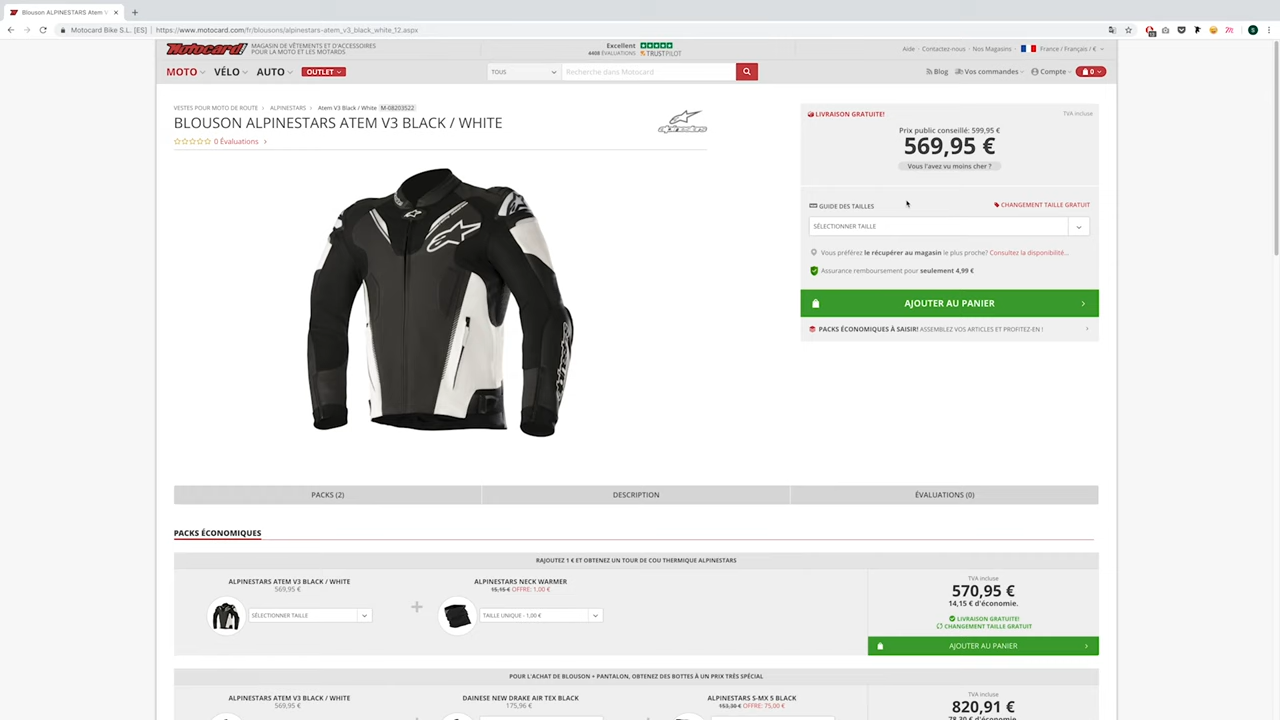 Blouson ALPINESTARS Atem V
Motocard Bike S.L. [ES] https://www.motocard.com/fr/blousons/alpinestars-atem_v3_black_white_12.aspx
Motocard! MAGASIN DE VÊTEMENTS ET D'ACCESSOIRES
POUR LA MOTO ET LES MOTARDS
Excellent
4408 ÉVALUATIONS TRUSTPILOT
Aide · Contactez-nous · Nos Magasins France / Français / €
MOTO VÉLO AUTO OUTLET
TOUS Recherche dans Motocard
Blog Vos commandes Compte 0
VESTES POUR MOTO DE ROUTE > ALPINESTARS > Atem V3 Black / White M-08203522
BLOUSON ALPINESTARS ATEM V3 BLACK / WHITE
alpinestars
0 Évaluations >
LIVRAISON GRATUITE! TVA incluse
Prix public conseillé: 599,95 €
569,95 €
Vous l'avez vu moins cher ?
GUIDE DES TAILLES CHANGEMENT TAILLE GRATUIT
SÉLECTIONNER TAILLE
Vous préférez le récupérer au magasin le plus proche? Consultez la disponibilité...
Assurance remboursement pour seulement 4,99 €
AJOUTER AU PANIER
PACKS ÉCONOMIQUES À SAISIR! ASSEMBLEZ VOS ARTICLES ET PROFITEZ-EN !
PACKS (2) DESCRIPTION ÉVALUATIONS (0)
PACKS ÉCONOMIQUES
RAJOUTEZ 1 € ET OBTENEZ UN TOUR DE COU THERMIQUE ALPINESTARS
ALPINESTARS ATEM V3 BLACK / WHITE
569,95 €
SÉLECTIONNER TAILLE
+
ALPINESTARS NECK WARMER
15,15 € OFFRE: 1,00 €
TAILLE UNIQUE - 1,00 €
TVA incluse
570,95 €
14,15 € d'économie.
LIVRAISON GRATUITE!
CHANGEMENT TAILLE GRATUIT
AJOUTER AU PANIER
POUR L'ACHAT DE BLOUSON + PANTALON, OBTENEZ DES BOTTES À UN PRIX TRÈS SPÉCIAL
ALPINESTARS ATEM V3 BLACK / WHITE
569,95 €
DAINESE NEW DRAKE AIR TEX BLACK
175,96 €
ALPINESTARS S-MX 5 BLACK
153,30 € OFFRE: 75,00 €
TVA incluse
820,91 €
78,30 € d'économie.